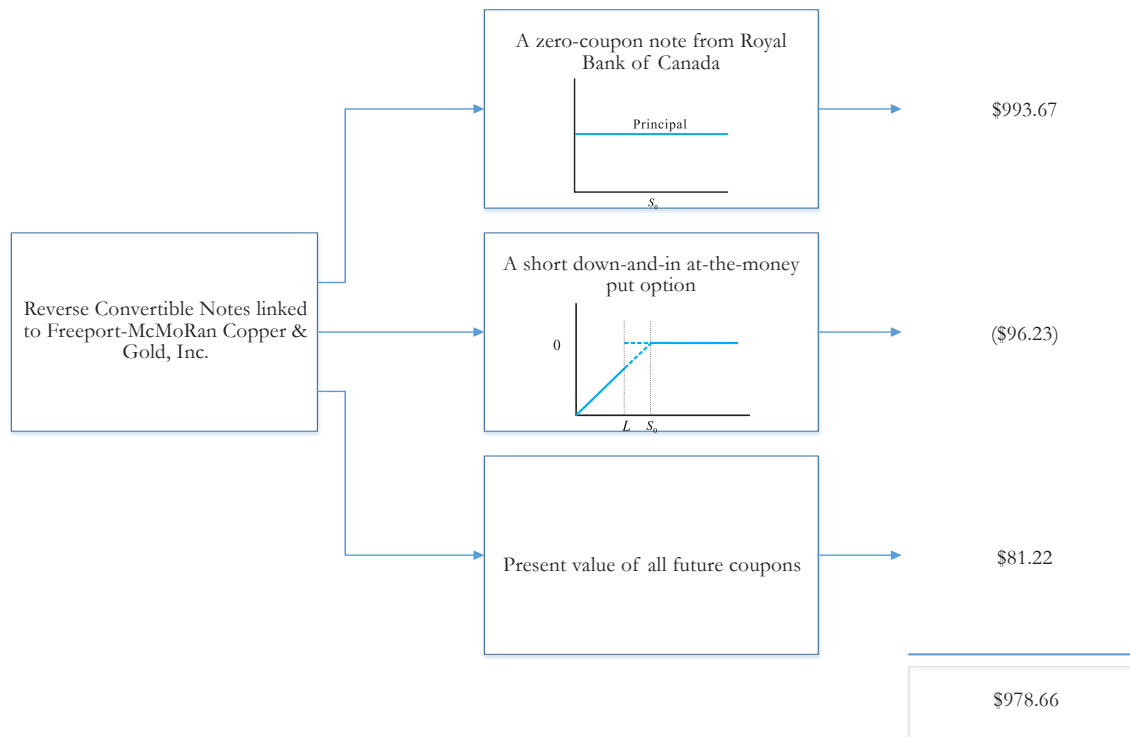 A zero-coupon note from Royal
Bank of Canada
Principal
S₀
$993.67
Reverse Convertible Notes linked
to Freeport-McMoRan Copper &
Gold, Inc.
A short down-and-in at-the-money
put option
0
L S₀
($96.23)
Present value of all future coupons
$81.22
$978.66